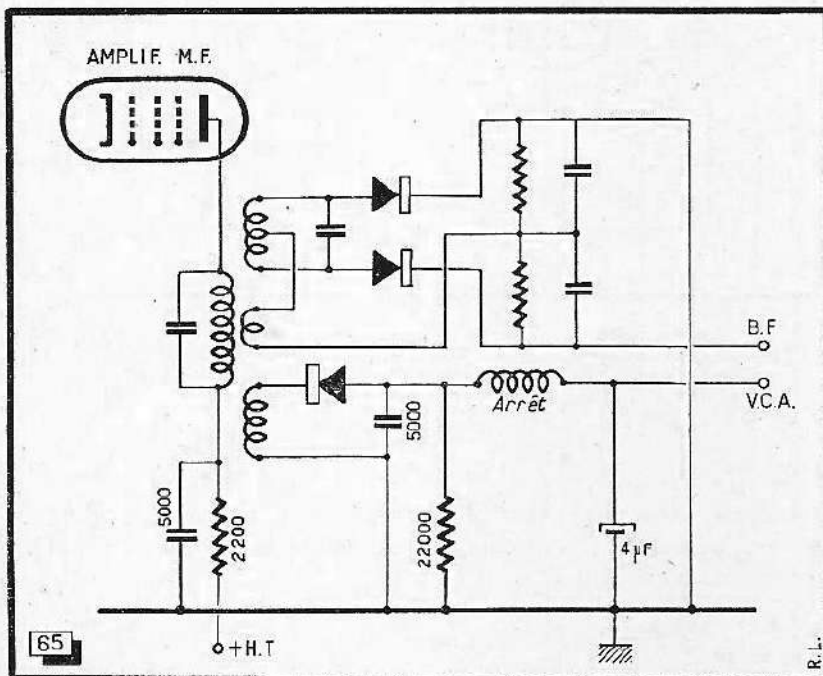 AMPLIF. M.F.
B.F
V.C.A.
Arrêt
5000
5000
2200
22000
4µF
65
+H.T
R.L.